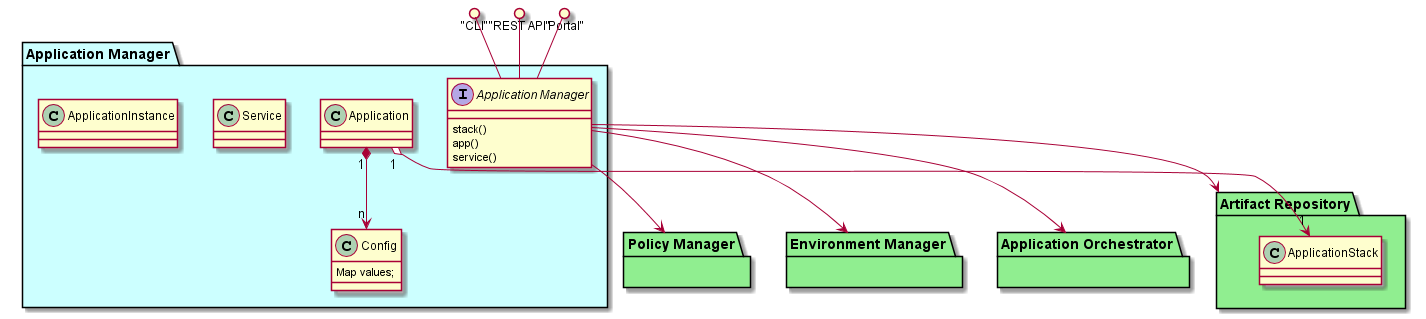 "CLI" "REST API" "Portal"
Application Manager
I Application Manager
stack()
app()
service()
C ApplicationInstance
C Service
C Application
1
1
n
C Config
Map values;
Policy Manager
Environment Manager
Application Orchestrator
Artifact Repository
1
C ApplicationStack